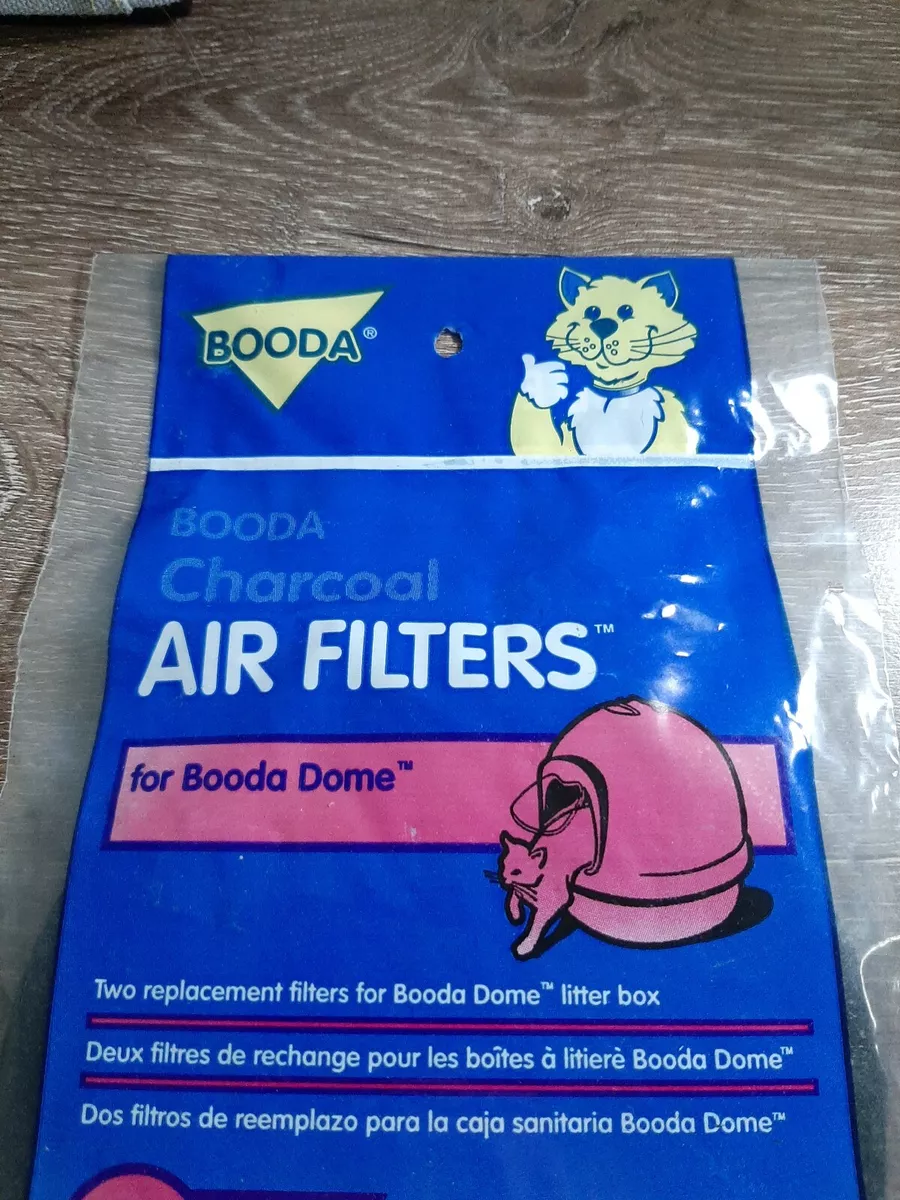 BOODA®
BOODA
Charcoal
AIR FILTERS™
for Booda Dome™
Two replacement filters for Booda Dome™ litter box
Deux filtres de rechange pour les boîtes à litierè Booda Dome™
Dos filtros de reemplazo para la caja sanitaria Booda Dome™